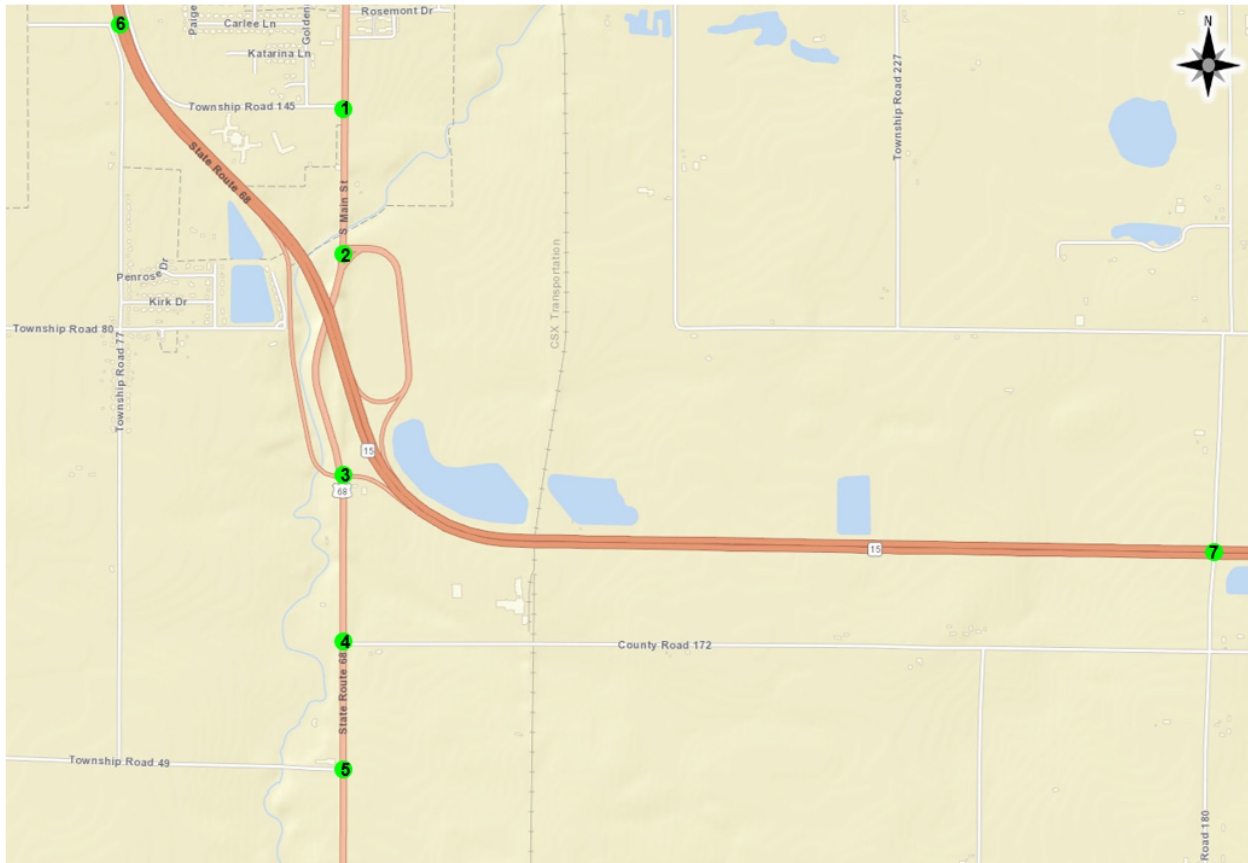 Rosemont Dr
N
6
Paige
Carlee Ln
Golden
Katarina Ln
Township Road 227
Township Road 145
1
State Route 68
S Main St
2
CSX Transportation
Penrose Dr
Kirk Dr
Township Road 80
Township Road 77
15
3
68
15
7
4
County Road 172
State Route 68
Township Road 49
5
Road 180